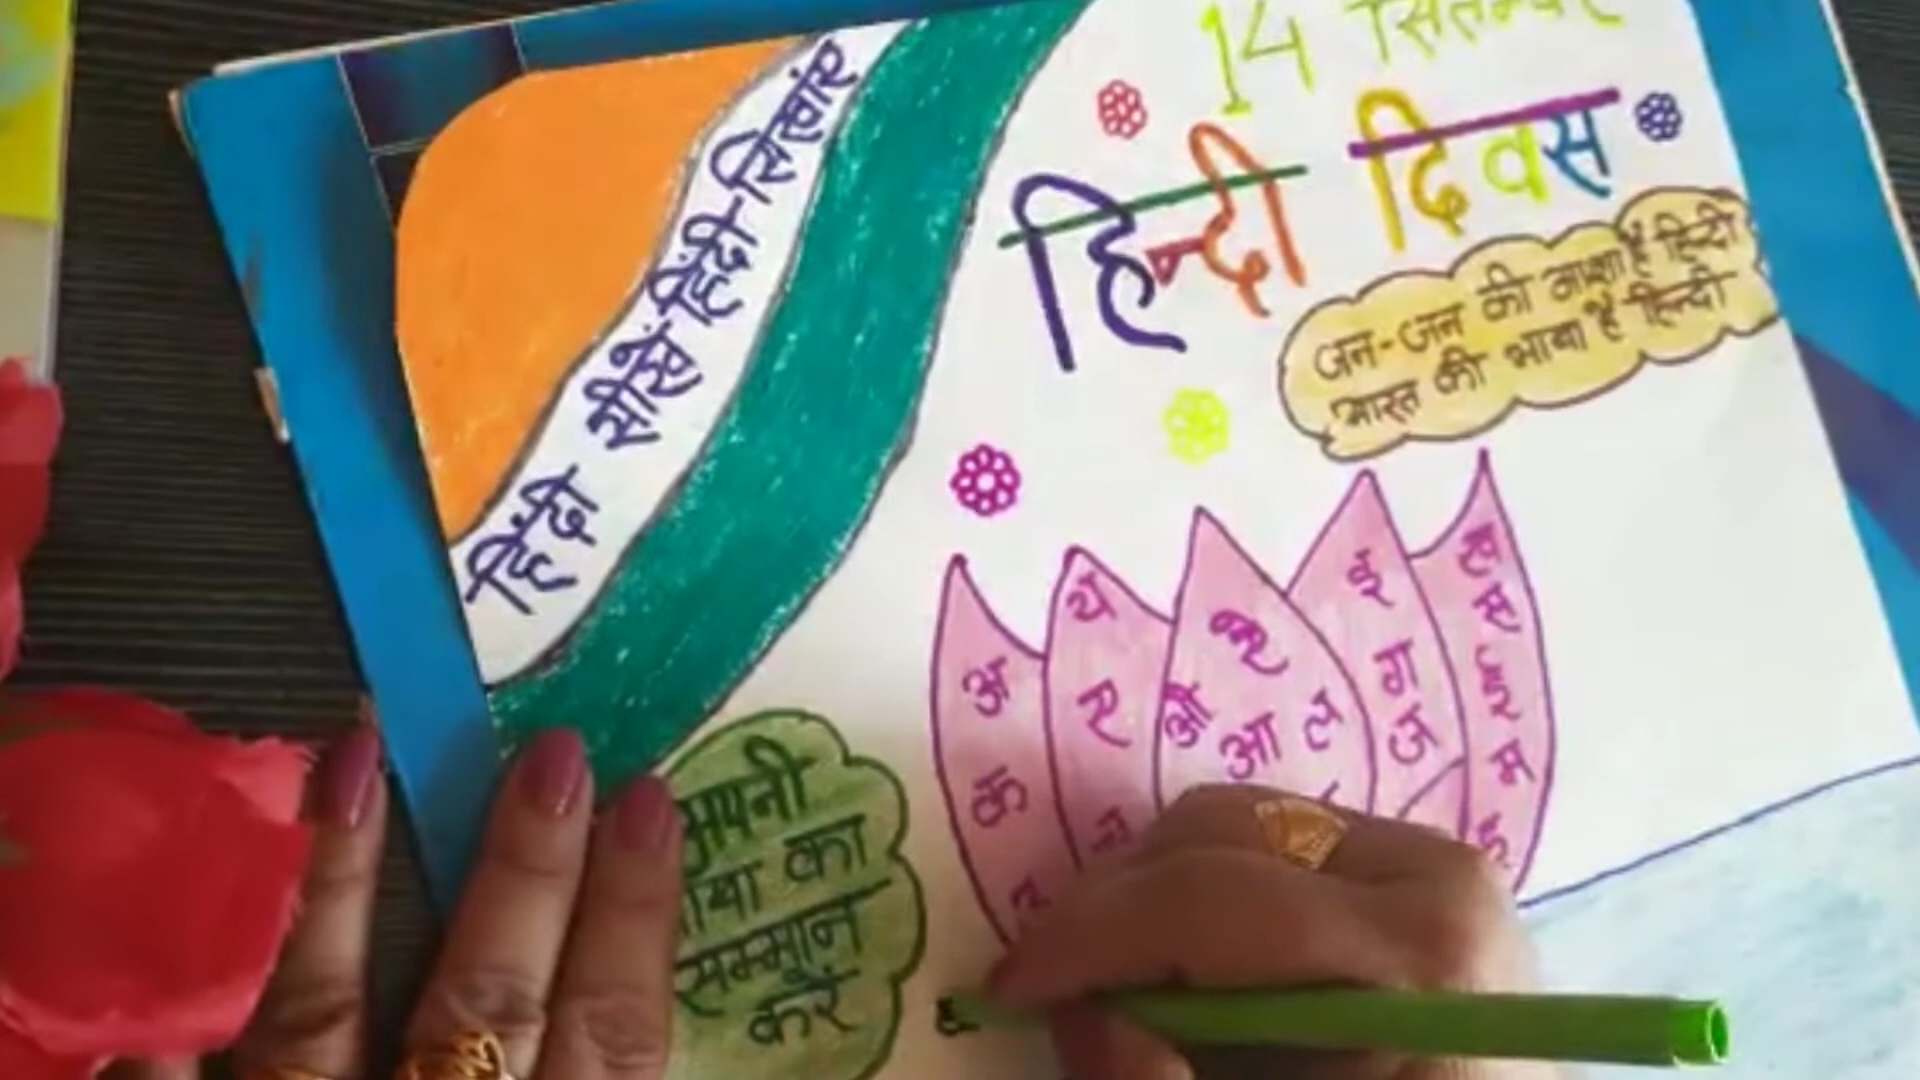 14 सितम्बर
हिन्दी दिवस
हिंदी सीखें-हिंदी-सिखांए
जन-जन की भाषा हैं हिन्दी
भारत की भाषा हैं हिन्दी
अ
क
य
र
औ
आ
ल
इ
ग
ज
ह
स
इ
म
अपनी
भाषा का
सम्मान
करें